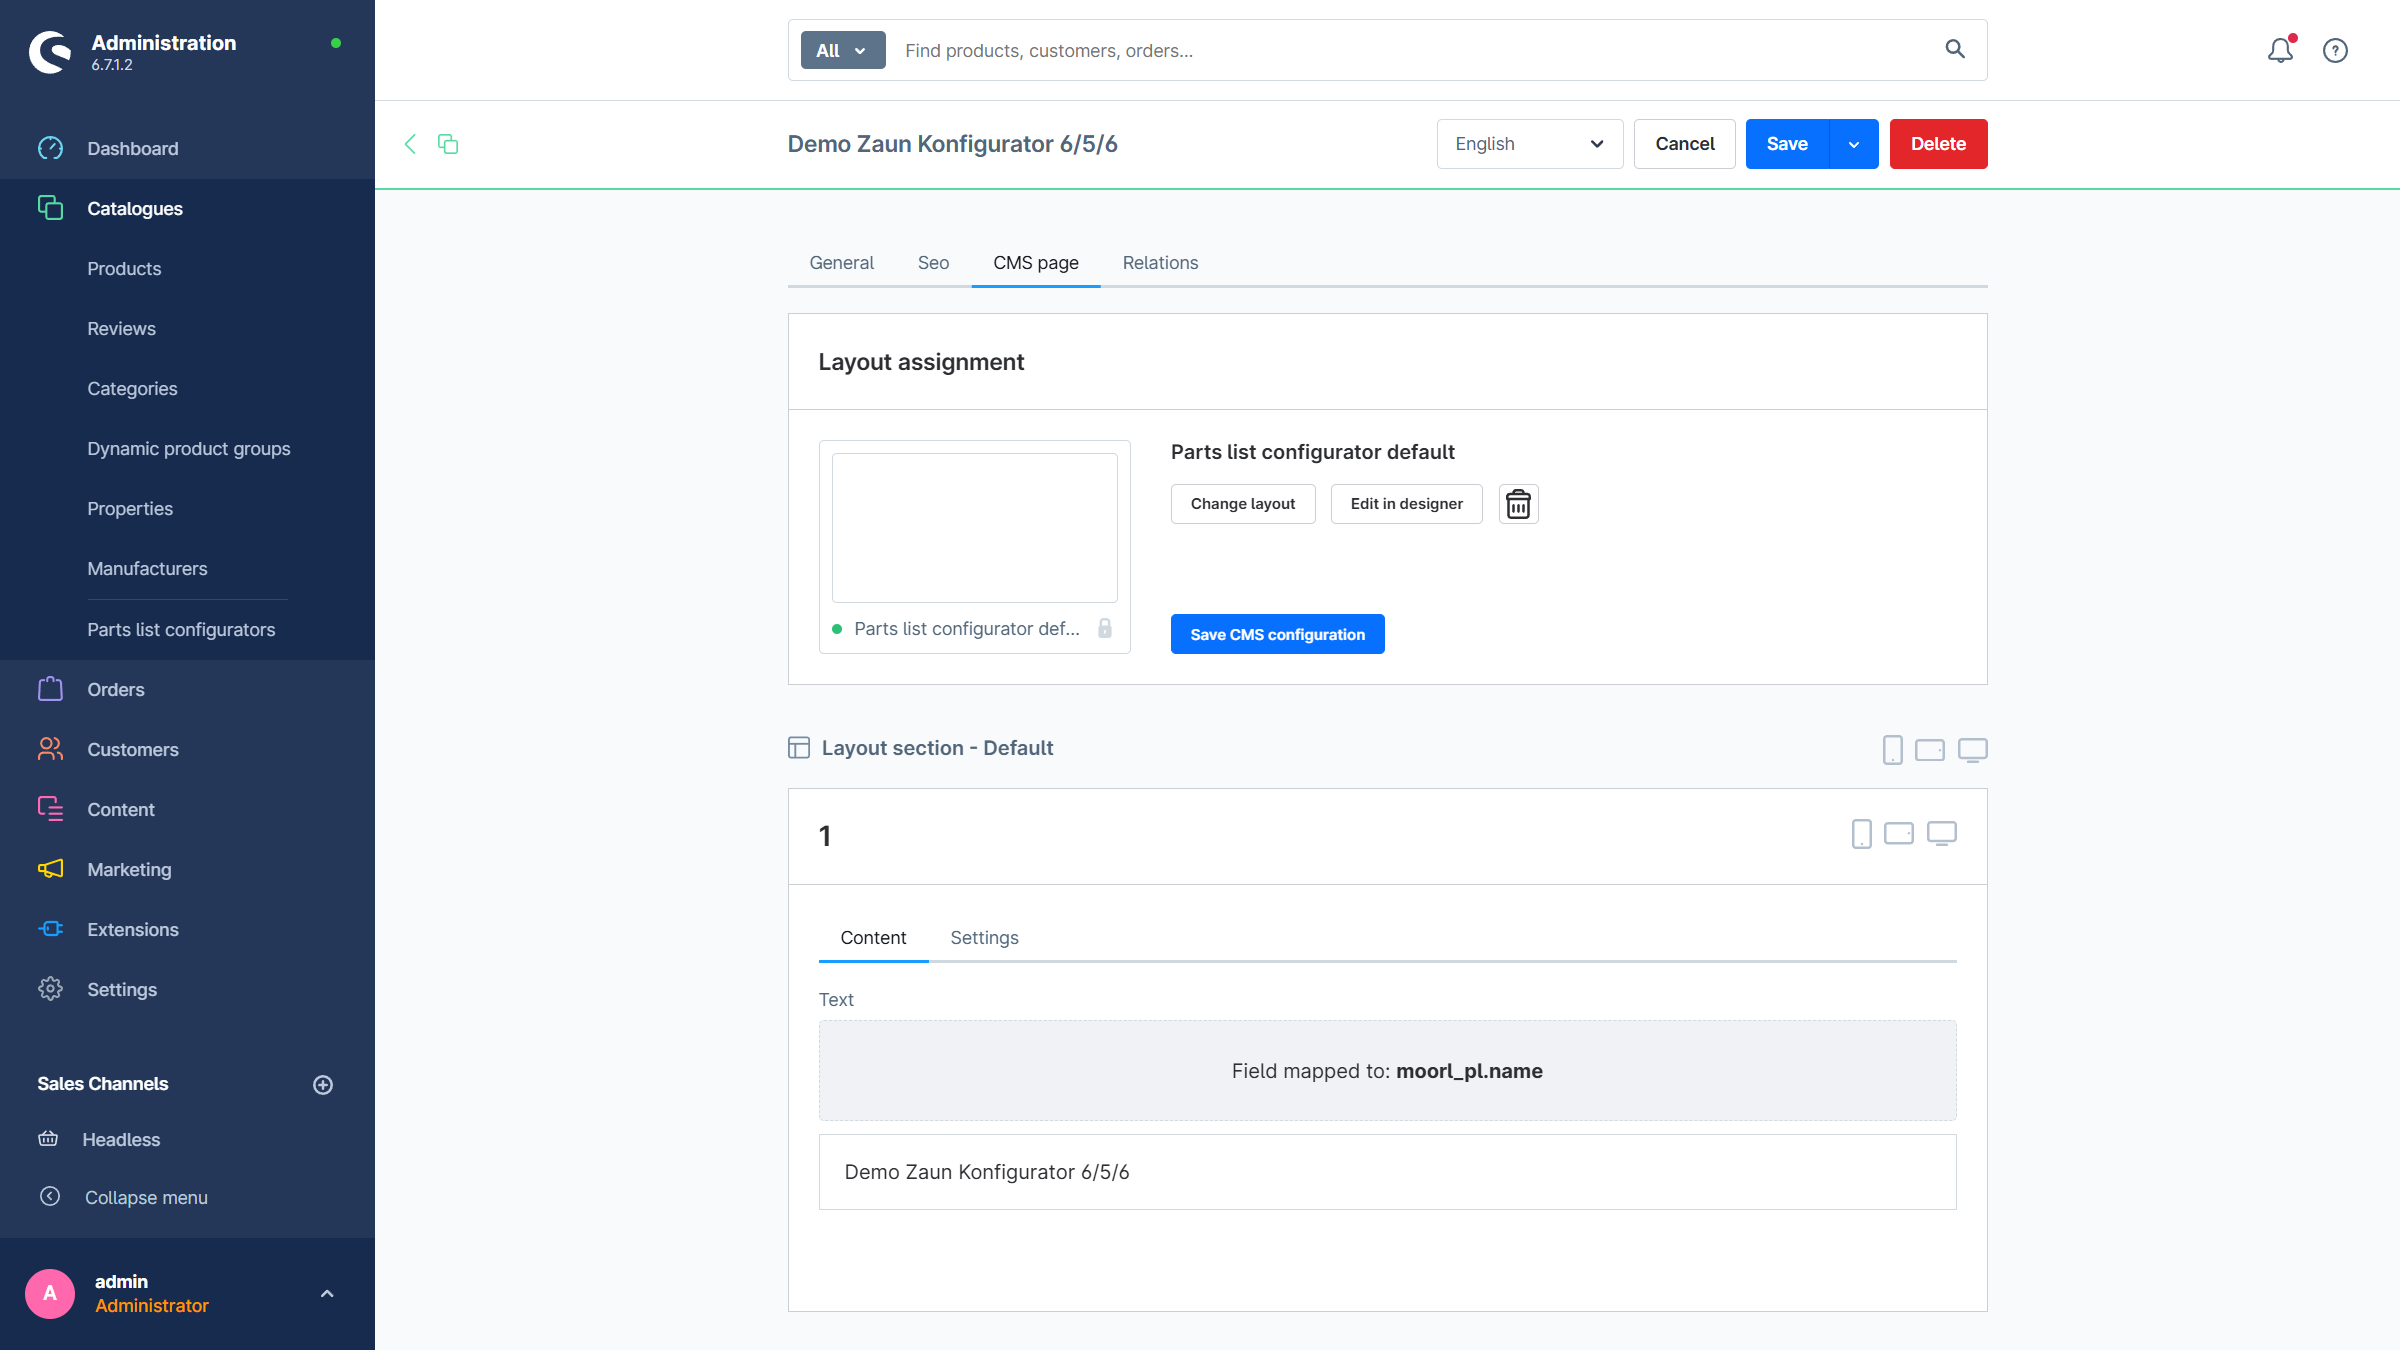 Administration
6.7.1.2
Dashboard
Catalogues
Products
Reviews
Categories
Dynamic product groups
Properties
Manufacturers
Parts list configurators
Orders
Customers
Content
Marketing
Extensions
Settings
Sales Channels
Headless
Collapse menu
A
admin
Administrator
All
Find products, customers, orders...
Demo Zaun Konfigurator 6/5/6
English
Cancel
Save
Delete
General
Seo
CMS page
Relations
Layout assignment
Parts list configurator def...
Parts list configurator default
Change layout
Edit in designer
Save CMS configuration
Layout section - Default
1
Content
Settings
Text
Field mapped to: moorl_pl.name
Demo Zaun Konfigurator 6/5/6